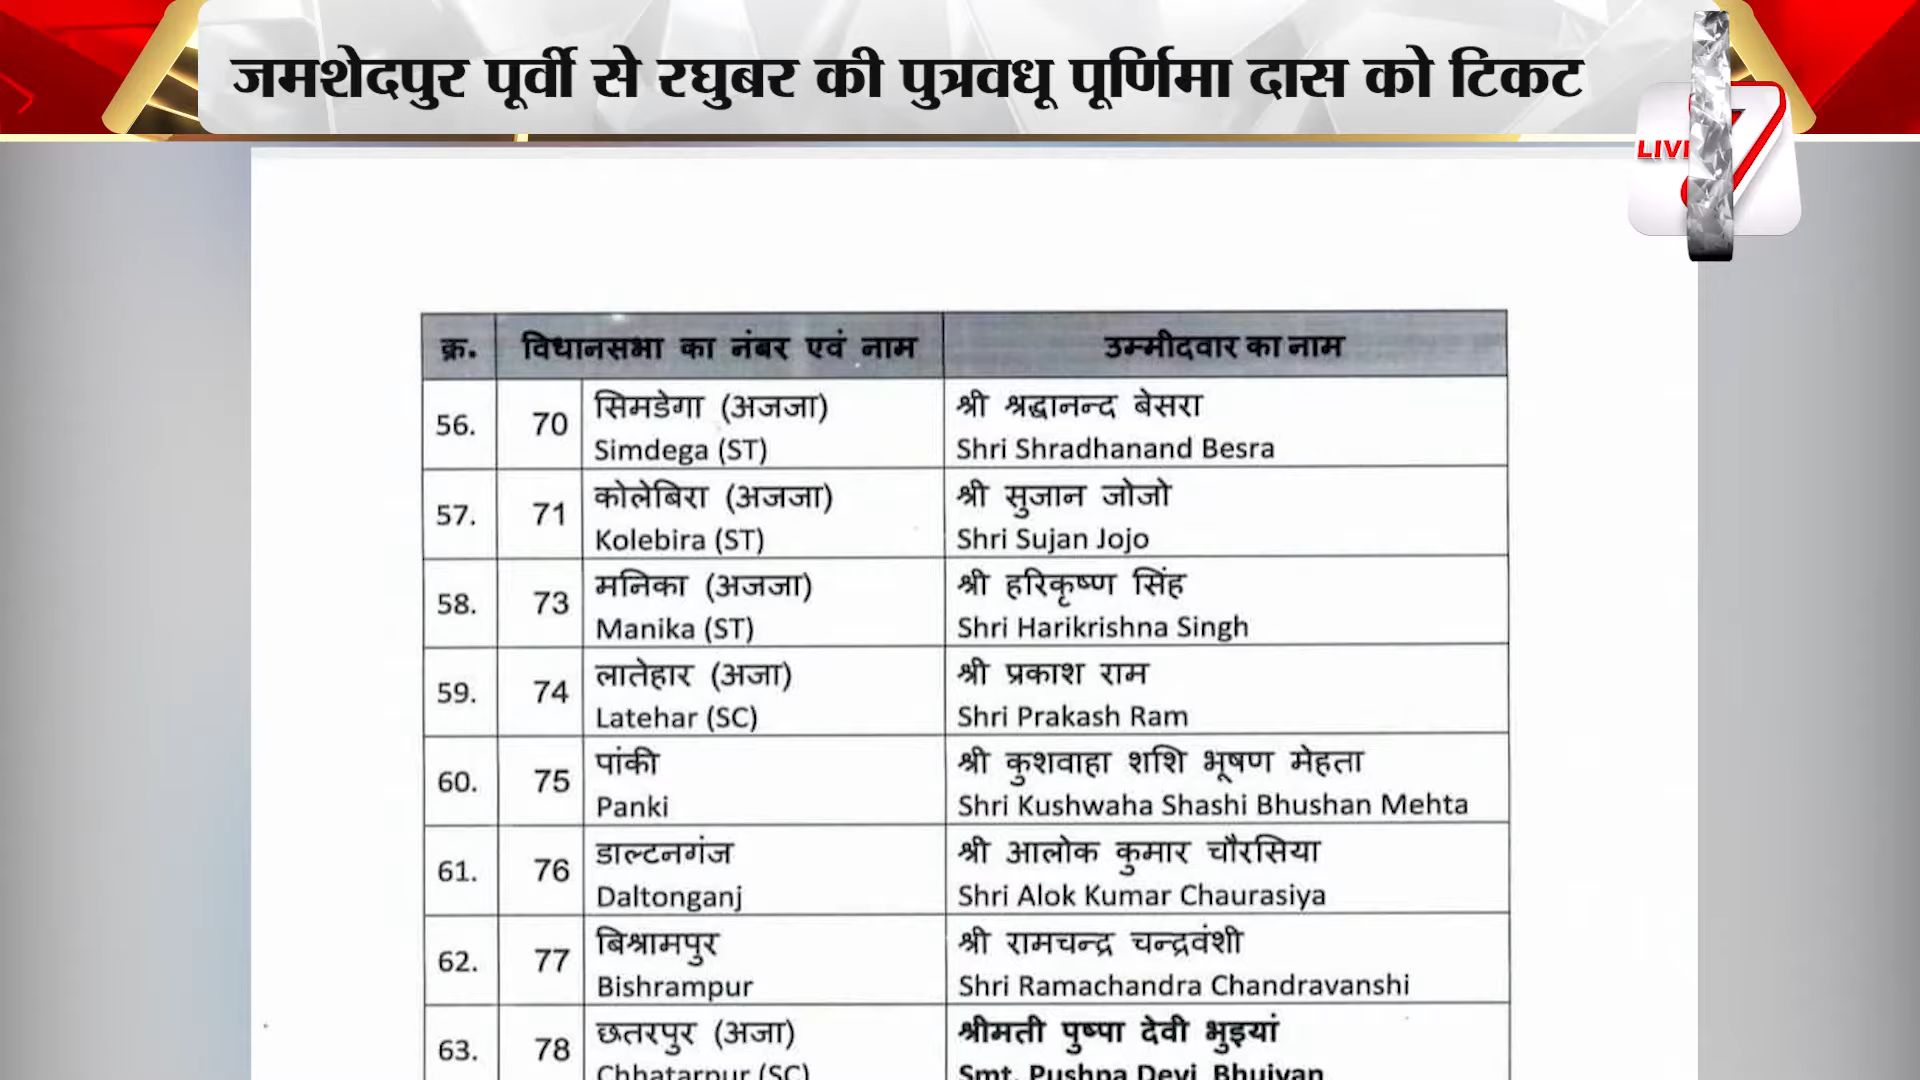 जमशेदपुर पूर्वी से रघुबर की पुत्रवधू पूर्णिमा दास को टिकट
7
क्र. विधानसभा का नंबर एवं नाम उम्मीदवार का नाम
56. 70 सिमडेगा (अजजा) श्री श्रद्धानन्द बेसरा
Simdega (ST) Shri Shradhanand Besra
57. 71 कोलेबिरा (अजजा) श्री सुजान जोजो
Kolebira (ST) Shri Sujan Jojo
58. 73 मनिका (अजजा) श्री हरिकृष्ण सिंह
Manika (ST) Shri Harikrishna Singh
59. 74 लातेहार (अजा) श्री प्रकाश राम
Latehar (SC) Shri Prakash Ram
60. 75 पांकी श्री कुशवाहा शशि भूषण मेहता
Panki Shri Kushwaha Shashi Bhushan Mehta
61. 76 डाल्टनगंज श्री आलोक कुमार चौरसिया
Daltonganj Shri Alok Kumar Chaurasiya
62. 77 बिश्रामपुर श्री रामचन्द्र चन्द्रवंशी
Bishrampur Shri Ramachandra Chandravanshi
63. 78 छतरपुर (अजा) श्रीमती पुष्पा देवी भुइयां
Chhatarpur (SC) Smt. Pushpa Devi Bhuiyan